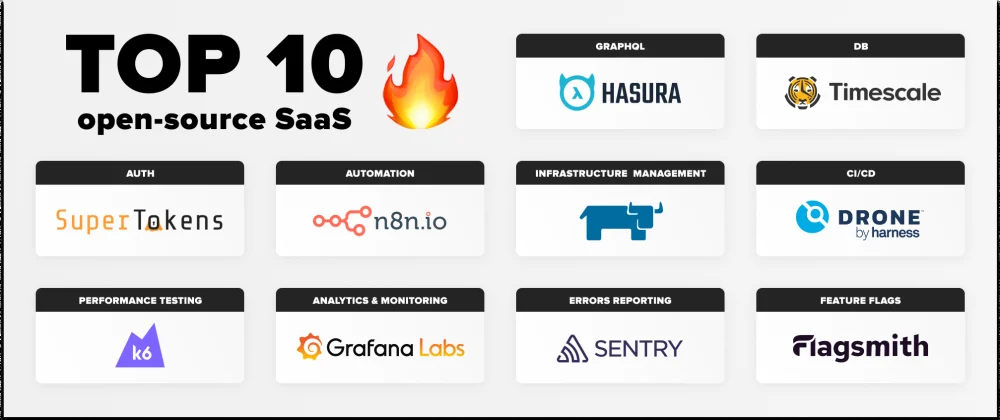 TOP 10
open-source SaaS
GRAPHQL
HASURA
DB
Timescale
AUTH
SuperTokens
AUTOMATION
n8n.io
INFRASTRUCTURE MANAGEMENT
CI/CD
DRONE
by harness
PERFORMANCE TESTING
k6
ANALYTICS & MONITORING
Grafana Labs
ERRORS REPORTING
SENTRY
FEATURE FLAGS
Flagsmith